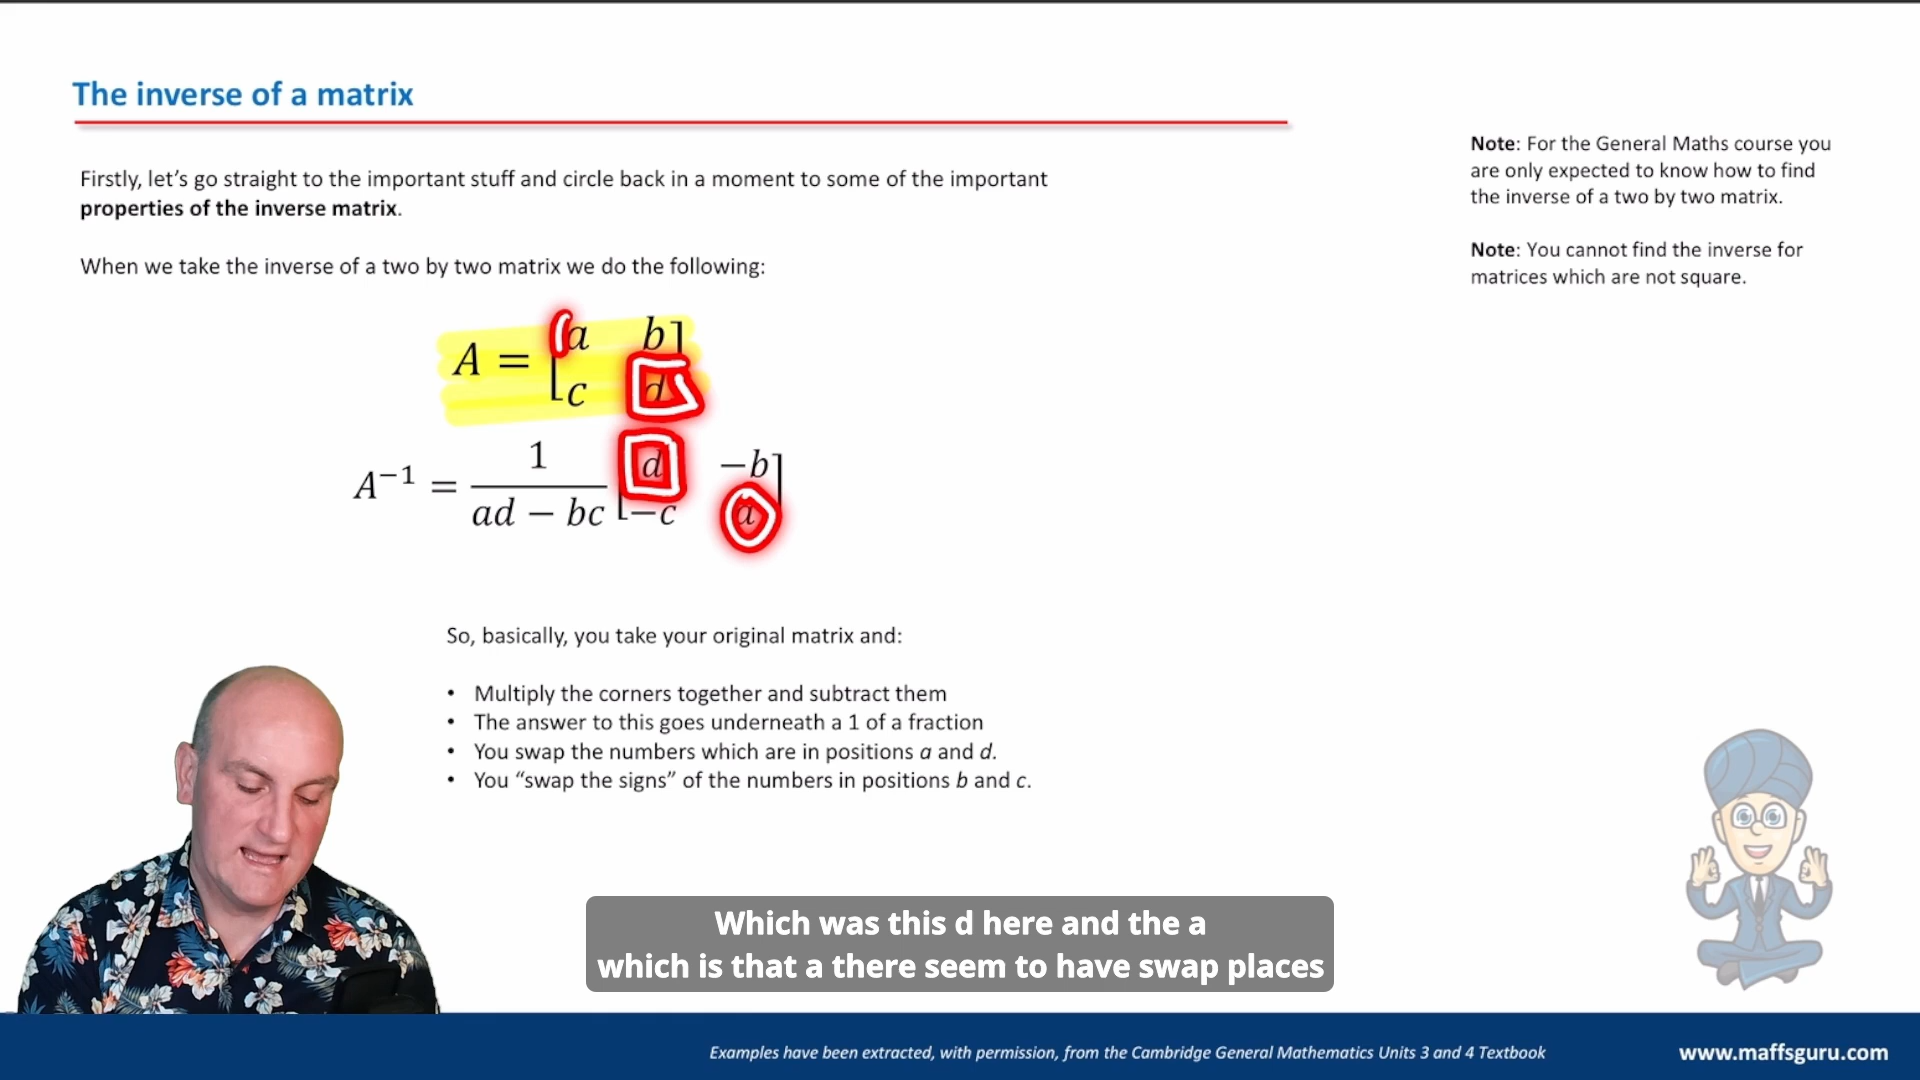 The inverse of a matrix
Firstly, let’s go straight to the important stuff and circle back in a moment to some of the important
properties of the inverse matrix.
When we take the inverse of a two by two matrix we do the following:
A = [a b]
[c d]
A⁻¹ = 1/(ad − bc) [d −b]
[−c a]
So, basically, you take your original matrix and:
• Multiply the corners together and subtract them
• The answer to this goes underneath a 1 of a fraction
• You swap the numbers which are in positions a and d.
• You “swap the signs” of the numbers in positions b and c.
Note: For the General Maths course you
are only expected to know how to find
the inverse of a two by two matrix.
Note: You cannot find the inverse for
matrices which are not square.
Which was this d here and the a
which is that a there seem to have swap places
Examples have been extracted, with permission, from the Cambridge General Mathematics Units 3 and 4 Textbook
www.maffsguru.com